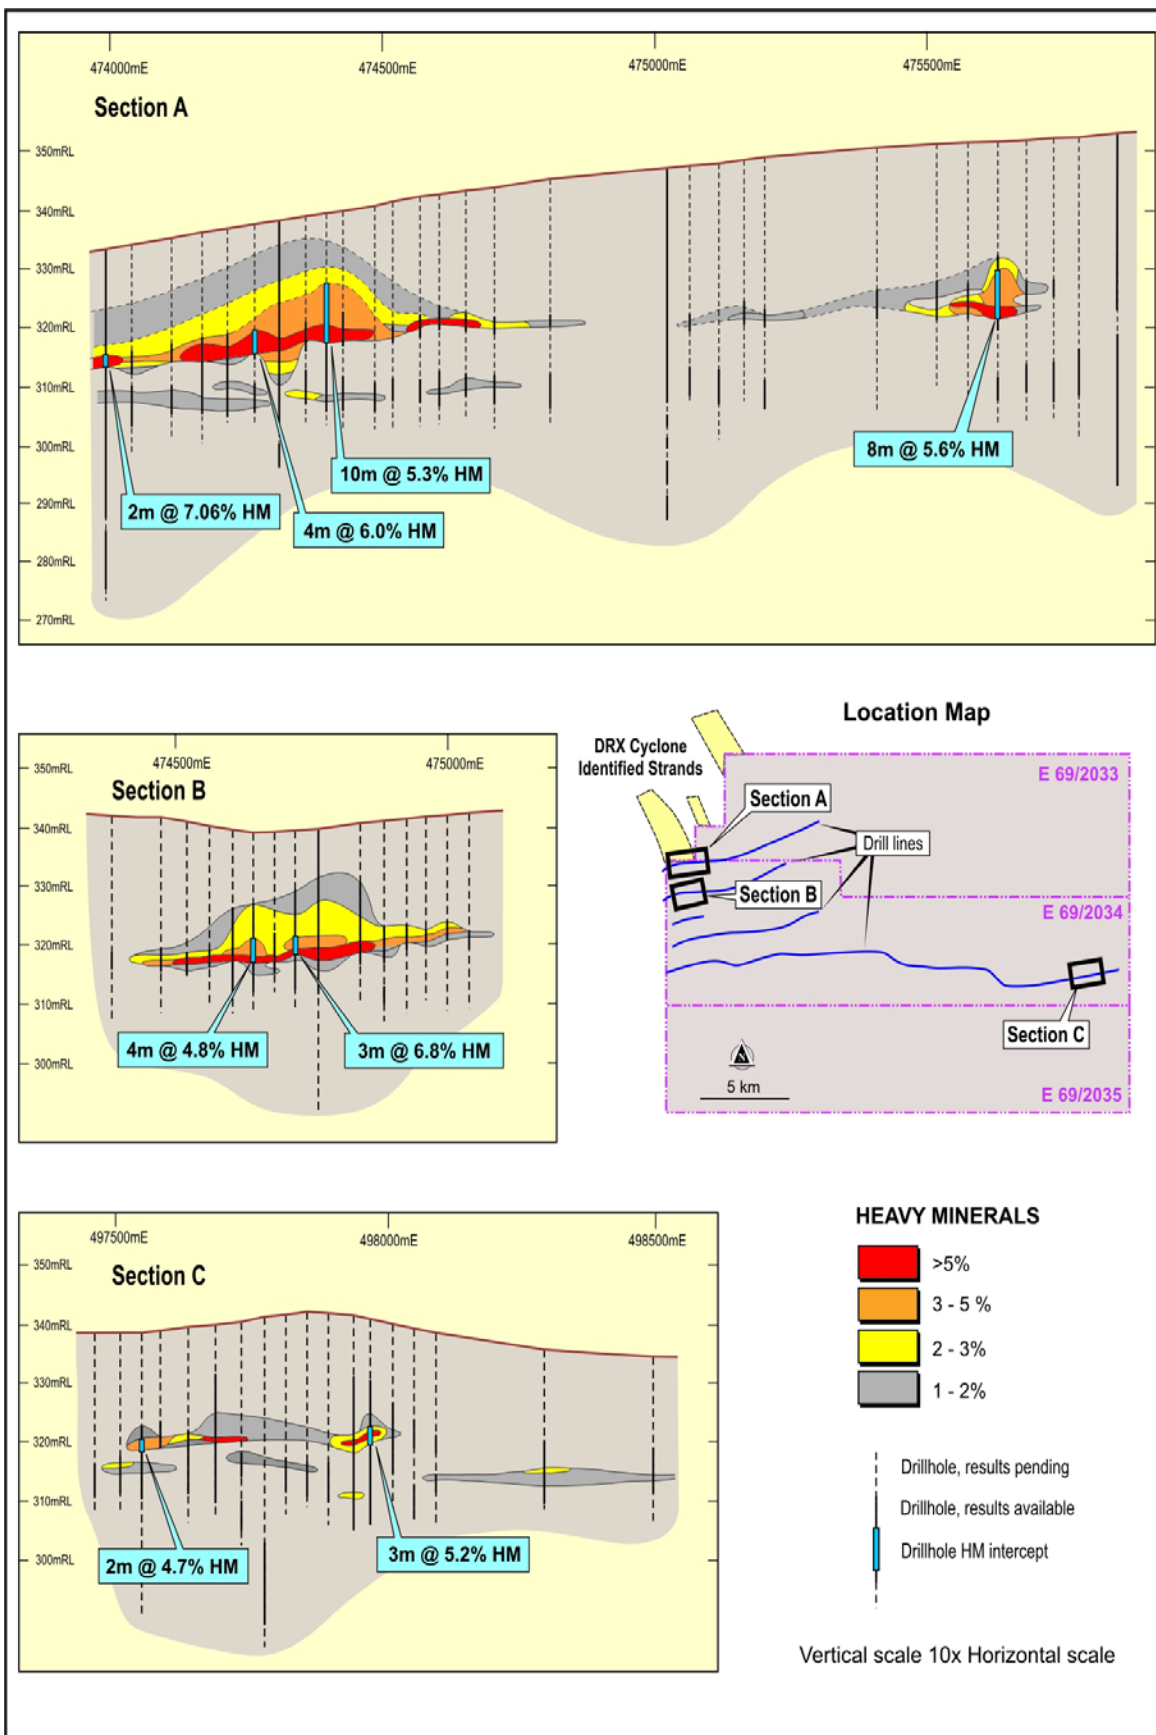 474000mE
474500mE
475000mE
475500mE
Section A
350mRL
340mRL
330mRL
320mRL
310mRL
300mRL
290mRL
280mRL
270mRL
2m @ 7.06% HM
4m @ 6.0% HM
10m @ 5.3% HM
8m @ 5.6% HM
474500mE
475000mE
Section B
350mRL
340mRL
330mRL
320mRL
310mRL
300mRL
4m @ 4.8% HM
3m @ 6.8% HM
Location Map
DRX Cyclone
Identified Strands
E 69/2033
Section A
Drill lines
Section B
E 69/2034
Section C
N
5 km
E 69/2035
497500mE
498000mE
498500mE
Section C
350mRL
340mRL
330mRL
320mRL
310mRL
300mRL
2m @ 4.7% HM
3m @ 5.2% HM
HEAVY MINERALS
>5%
3 - 5 %
2 - 3%
1 - 2%
Drillhole, results pending
Drillhole, results available
Drillhole HM intercept
Vertical scale 10x Horizontal scale